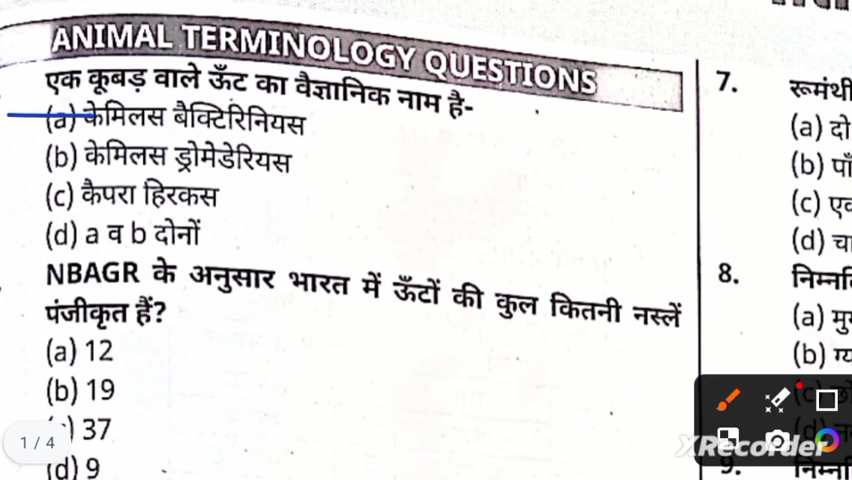 ANIMAL TERMINOLOGY QUESTIONS
एक कूबड़ वाले ऊँट का वैज्ञानिक नाम है-
(a) केमिलस बैक्टिरिनियस
(b) केमिलस ड्रोमेडेरियस
(c) कैपरा हिरकस
(d) a व b दोनों
NBAGR के अनुसार भारत में ऊँटों की कुल कितनी नस्लें
पंजीकृत हैं?
(a) 12
(b) 19
37
(d) 9
1 / 4
7.
(a) दो
(b)
(c)
(d)
8.
(a)
(b)
(c)
(d)
9.
XRecorder